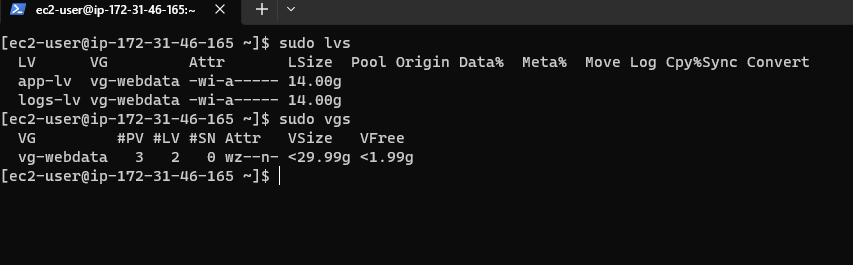 ec2-user@ip-172-31-46-165:~
[ec2-user@ip-172-31-46-165 ~]$ sudo lvs
  LV      VG         Attr       LSize  Pool Origin Data%  Meta%  Move Log Cpy%Sync Convert
  app-lv  vg-webdata -wi-a----- 14.00g
  logs-lv vg-webdata -wi-a----- 14.00g
[ec2-user@ip-172-31-46-165 ~]$ sudo vgs
  VG         #PV #LV #SN Attr   VSize   VFree
  vg-webdata   3   2   0 wz--n- <29.99g <1.99g
[ec2-user@ip-172-31-46-165 ~]$